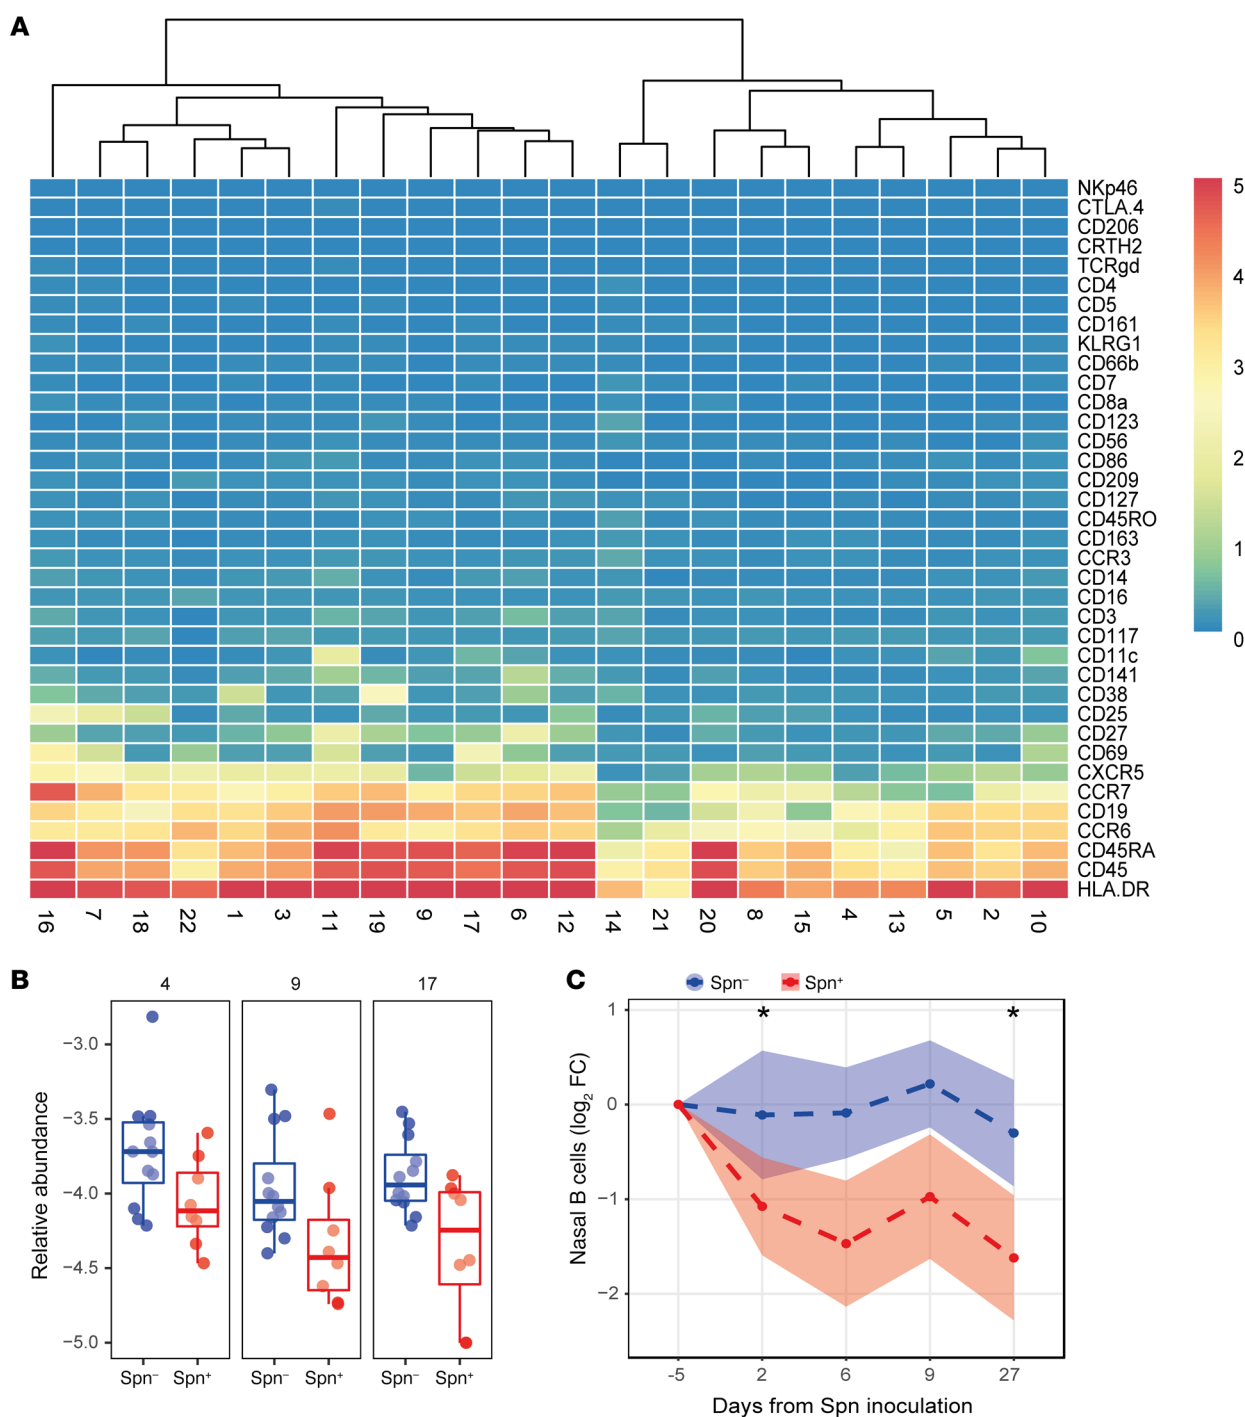 A
NKp46
CTLA.4
CD206
CRTH2
TCRgd
CD4
CD5
CD161
KLRG1
CD66b
CD7
CD8a
CD123
CD56
CD86
CD209
CD127
CD45RO
CD163
CCR3
CD14
CD16
CD3
CD117
CD11c
CD141
CD38
CD25
CD27
CD69
CXCR5
CCR7
CD19
CCR6
CD45RA
CD45
HLA.DR
5
4
3
2
1
0
16 7 18 22 1 3 11 19 9 17 6 12 14 21 20 8 15 4 13 5 2 10
B
4 9 17
Relative abundance
−3.0
−3.5
−4.0
−4.5
−5.0
Spn⁻ Spn⁺ Spn⁻ Spn⁺ Spn⁻ Spn⁺
C
Spn⁻ Spn⁺
Nasal B cells (log₂ FC)
1
0
−1
−2
* *
-5 2 6 9 27
Days from Spn inoculation